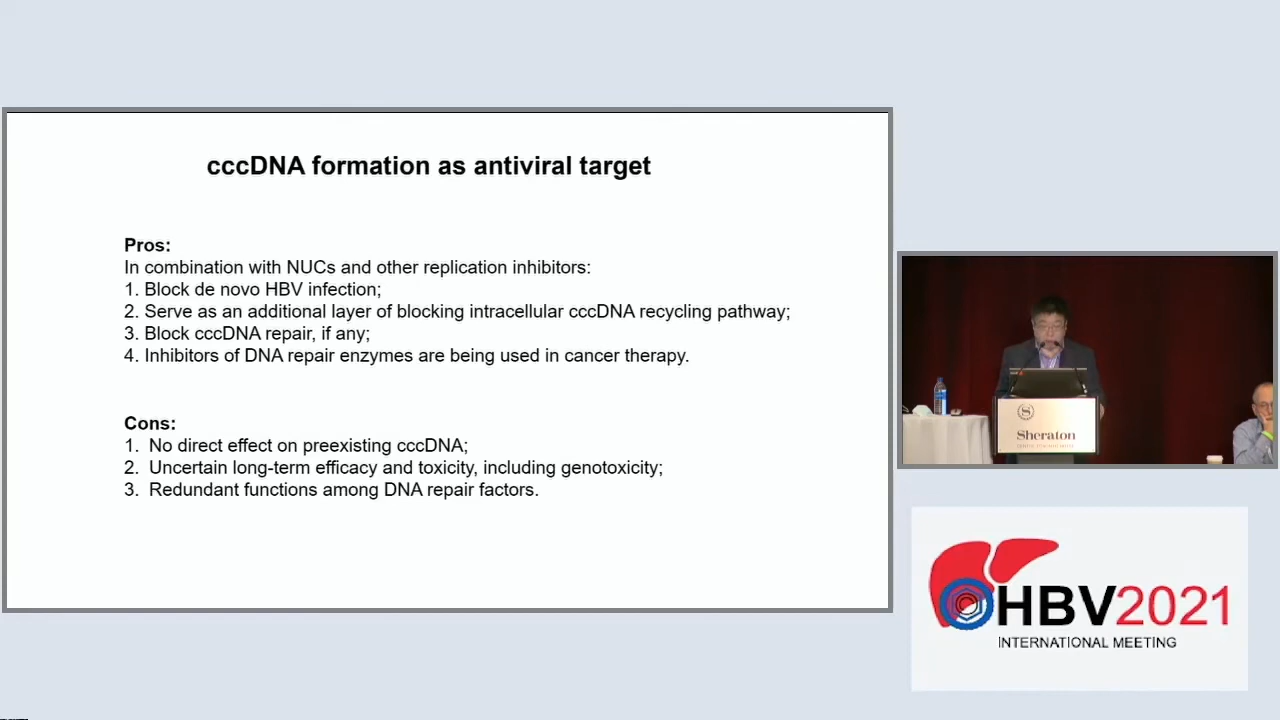 cccDNA formation as antiviral target
Pros:
In combination with NUCs and other replication inhibitors:
1. Block de novo HBV infection;
2. Serve as an additional layer of blocking intracellular cccDNA recycling pathway;
3. Block cccDNA repair, if any;
4. Inhibitors of DNA repair enzymes are being used in cancer therapy.
Cons:
1. No direct effect on preexisting cccDNA;
2. Uncertain long-term efficacy and toxicity, including genotoxicity;
3. Redundant functions among DNA repair factors.
S
Sheraton
HBV2021
INTERNATIONAL MEETING